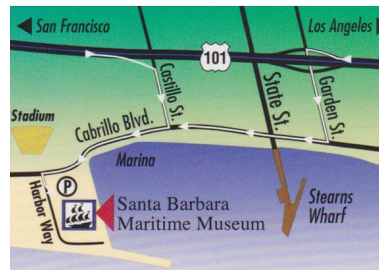 San Francisco
Los Angeles
101
Castillo St.
State St.
Garden St.
Stadium
Cabrillo Blvd.
Marina
Harbor Way
P
Santa Barbara
Maritime Museum
Stearns
Wharf